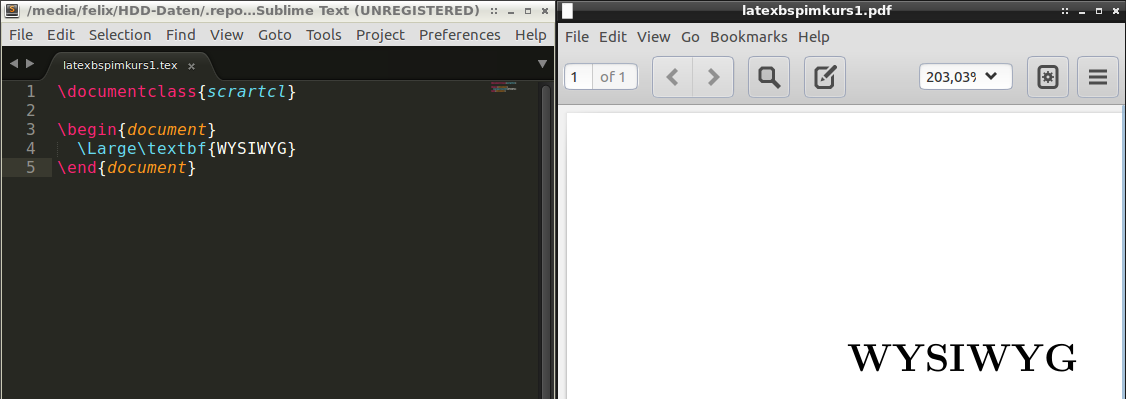 /media/felix/HDD-Daten/.repo…Sublime Text (UNREGISTERED)
File Edit Selection Find View Goto Tools Project Preferences Help
latexbspimkurs1.tex
1 \documentclass{scrartcl}
2
3 \begin{document}
4 \Large\textbf{WYSIWYG}
5 \end{document}
latexbspimkurs1.pdf
File Edit View Go Bookmarks Help
1 of 1 203,03%
WYSIWYG